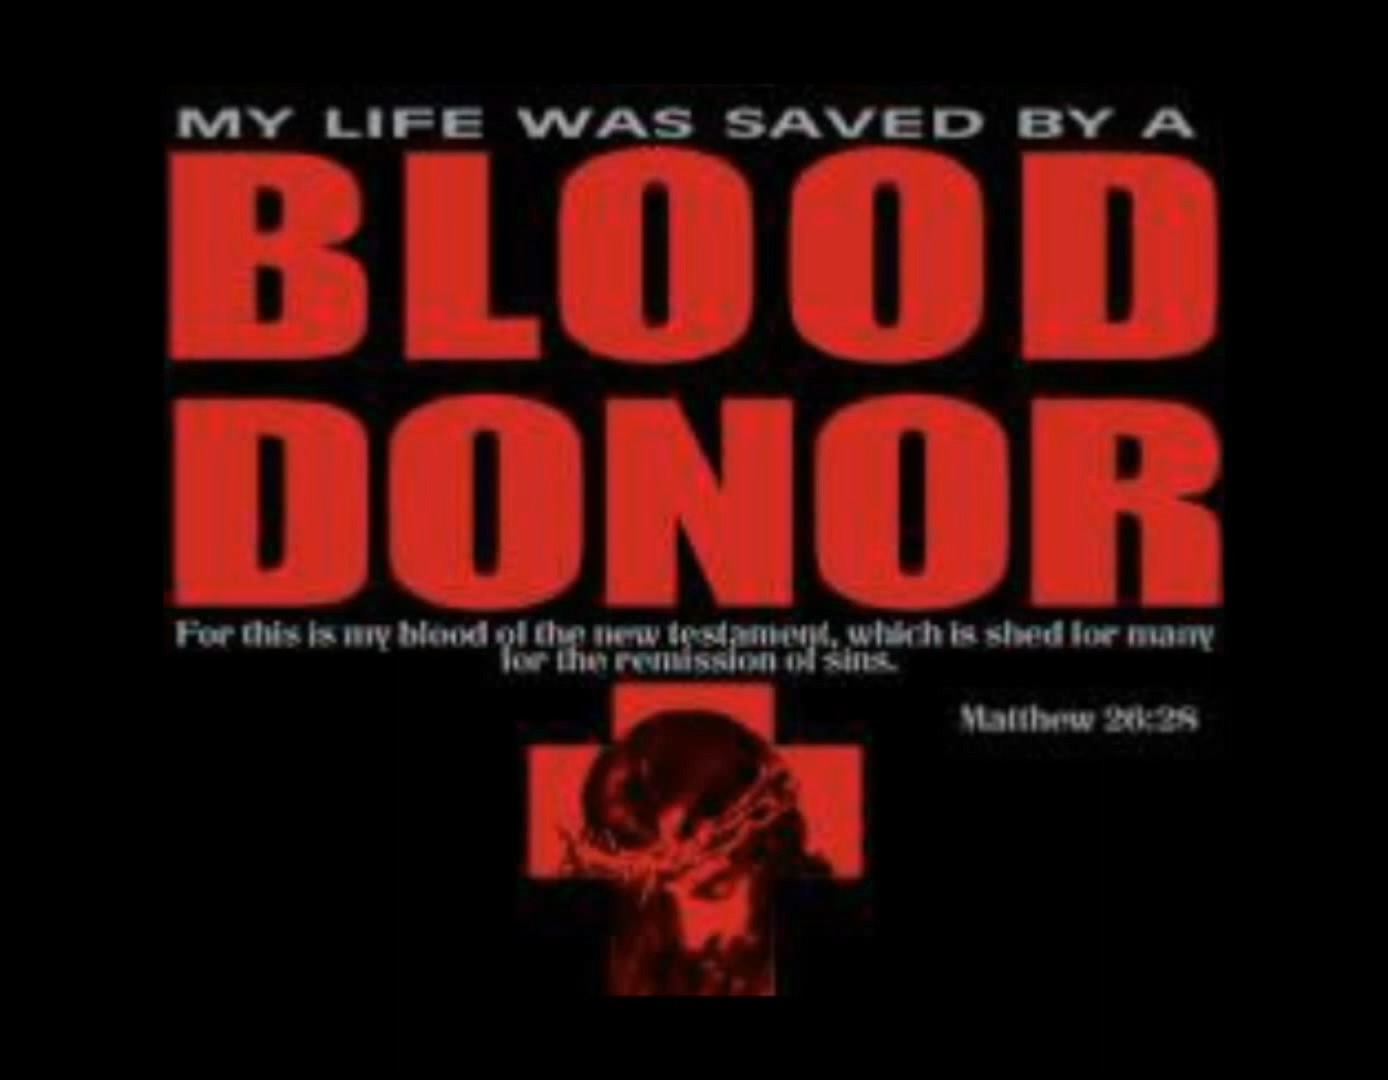 MY LIFE WAS SAVED BY A
BLOOD
DONOR
For this is my blood of the new testament, which is shed for many
for the remission of sins.
Matthew 26:28